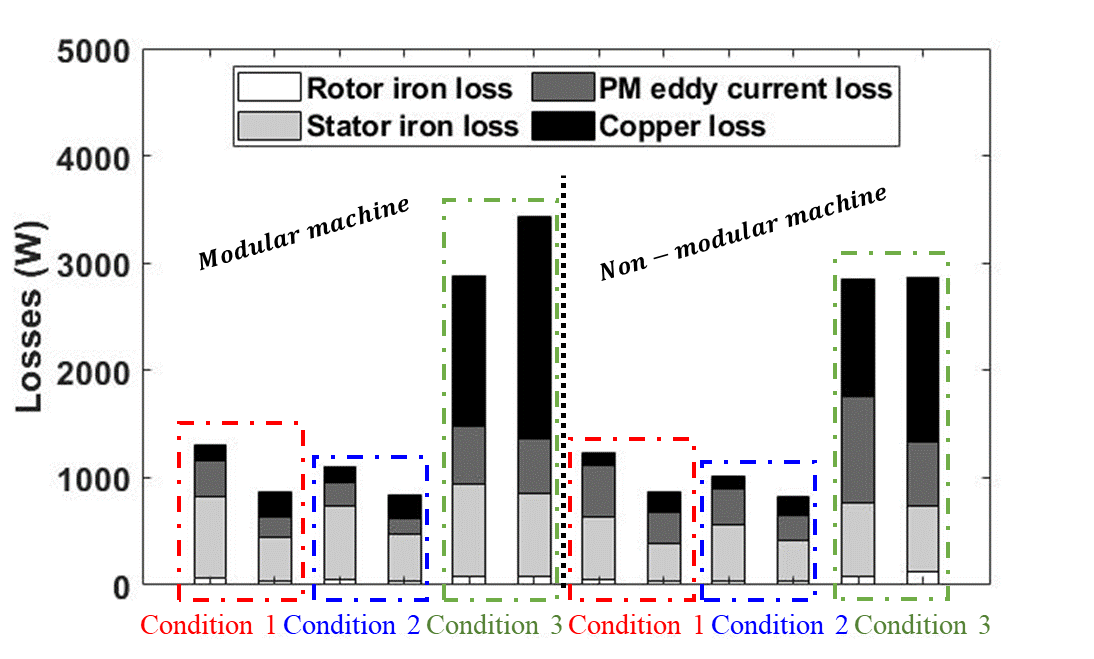 5000
4000
3000
2000
1000
0
Losses (W)
Rotor iron loss
PM eddy current loss
Stator iron loss
Copper loss
Modular machine
Non − modular machine
Condition 1
Condition 2
Condition 3
Condition 1
Condition 2
Condition 3